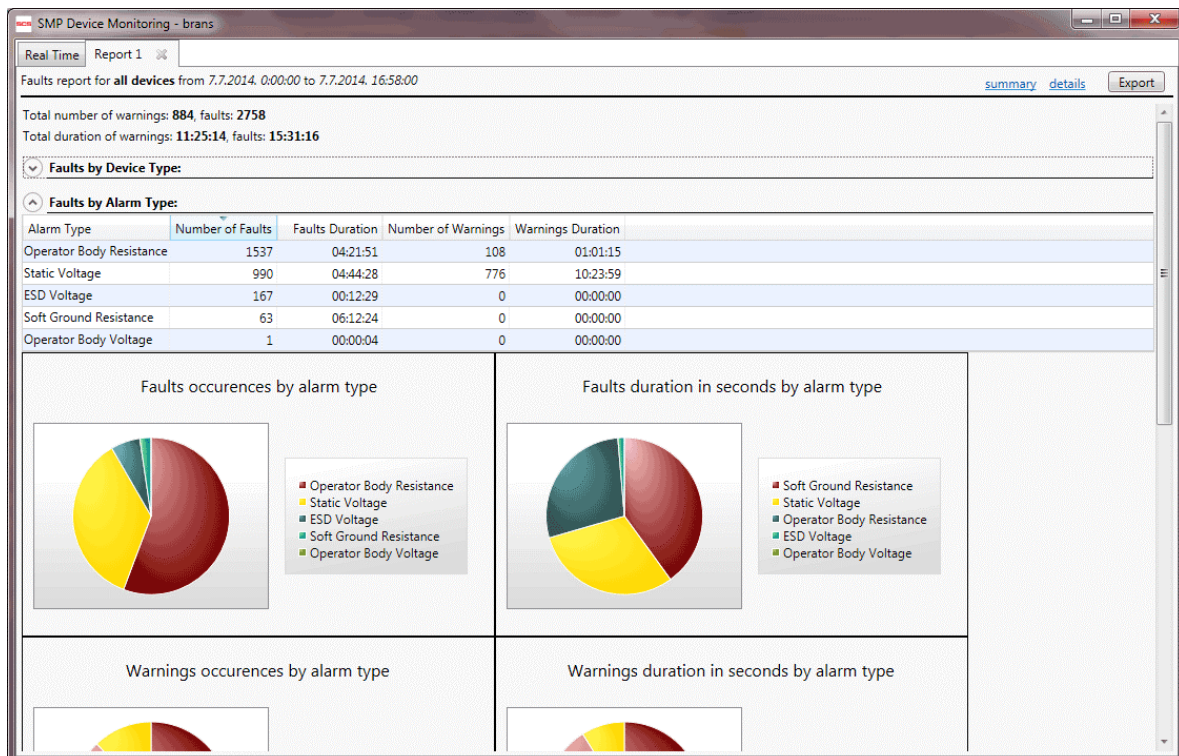 SCS SMP Device Monitoring - brans
Real Time Report 1
Faults report for all devices from 7.7.2014. 0:00:00 to 7.7.2014. 16:58:00 summary details Export
Total number of warnings: 884, faults: 2758
Total duration of warnings: 11:25:14, faults: 15:31:16
Faults by Device Type:
Faults by Alarm Type:
Alarm Type Number of Faults Faults Duration Number of Warnings Warnings Duration
Operator Body Resistance 1537 04:21:51 108 01:01:15
Static Voltage 990 04:44:28 776 10:23:59
ESD Voltage 167 00:12:29 0 00:00:00
Soft Ground Resistance 63 06:12:24 0 00:00:00
Operator Body Voltage 1 00:00:04 0 00:00:00
Faults occurences by alarm type
Operator Body Resistance
Static Voltage
ESD Voltage
Soft Ground Resistance
Operator Body Voltage
Faults duration in seconds by alarm type
Soft Ground Resistance
Static Voltage
Operator Body Resistance
ESD Voltage
Operator Body Voltage
Warnings occurences by alarm type
Warnings duration in seconds by alarm type